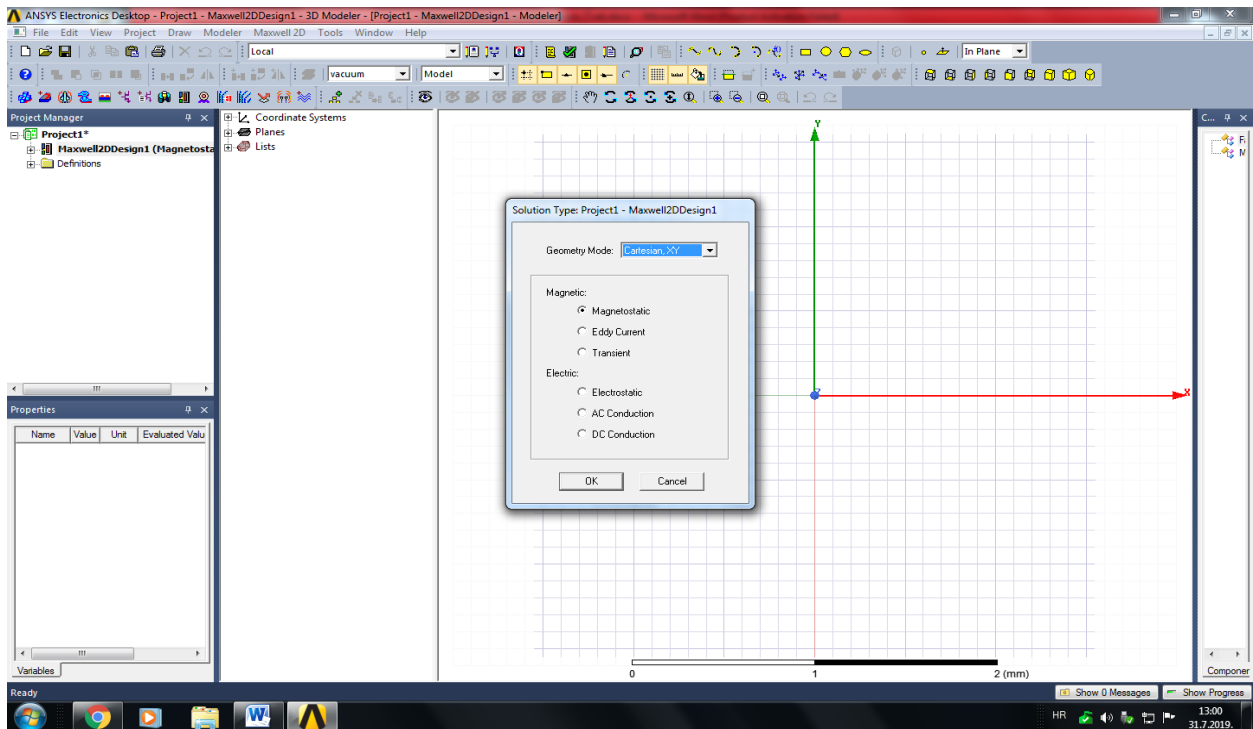 ANSYS Electronics Desktop - Project1 - Maxwell2DDesign1 - 3D Modeler - [Project1 - Maxwell2DDesign1 - Modeler]
File Edit View Project Draw Modeler Maxwell 2D Tools Window Help
Local
In Plane
vacuum
Model
Project Manager
Project1*
Maxwell2DDesign1 (Magnetosta
Definitions
Coordinate Systems
Planes
Lists
Y
X
Solution Type: Project1 - Maxwell2DDesign1
Geometry Mode: Cartesian, XY
Magnetic:
Magnetostatic
Eddy Current
Transient
Electric:
Electrostatic
AC Conduction
DC Conduction
OK Cancel
C...
M
Properties
Name Value Unit Evaluated Valu
Variables
0 1 2 (mm)
Componer
Ready
Show 0 Messages Show Progress
HR
13:00
31.7.2019.